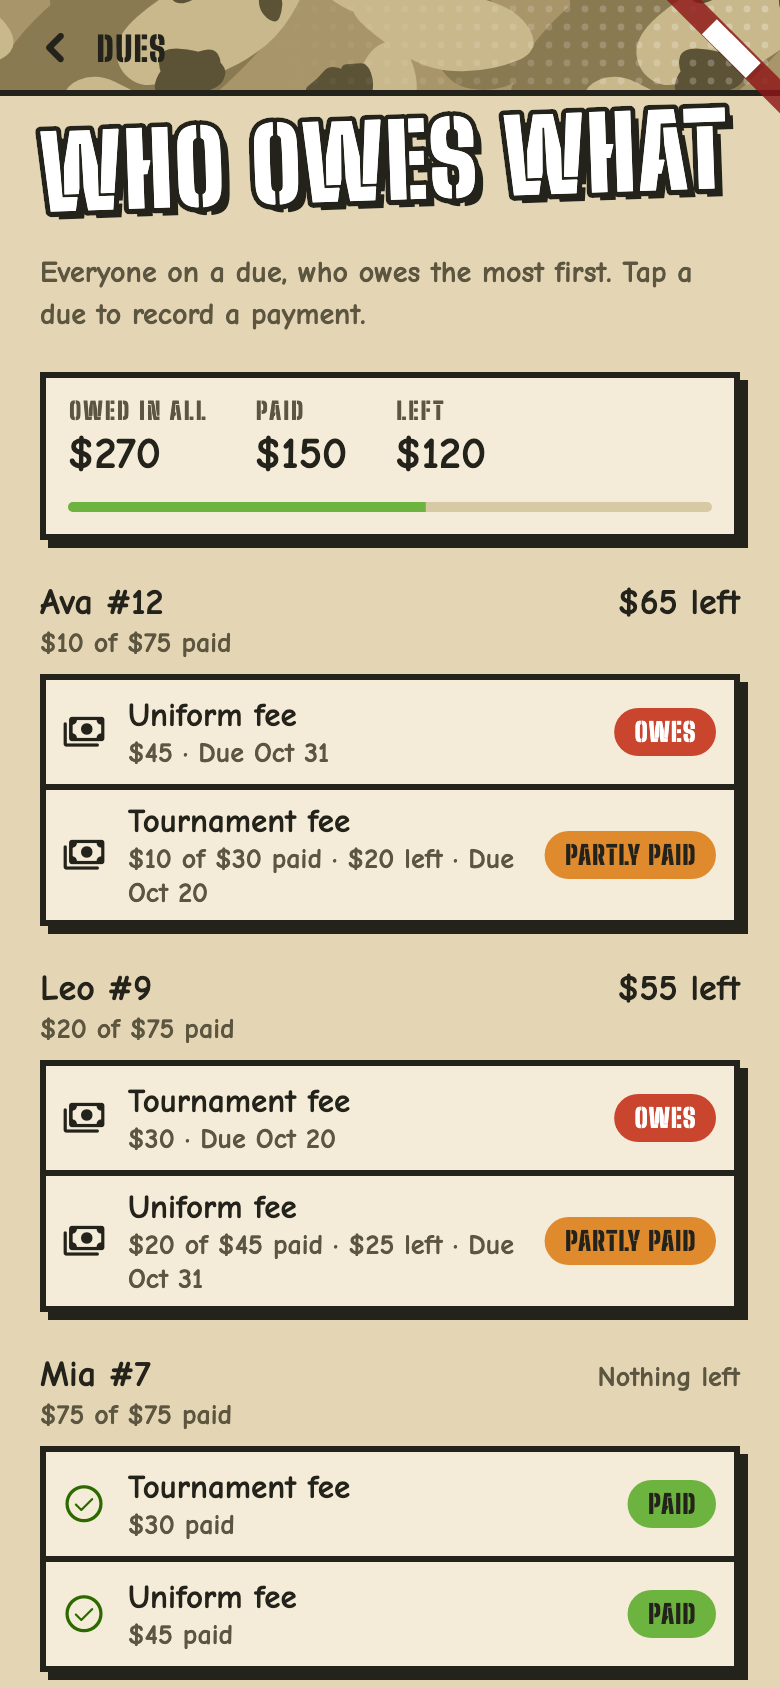 DUES
WHO OWES WHAT
Everyone on a due, who owes the most first. Tap a
due to record a payment.
OWED IN ALL PAID LEFT
$270 $150 $120
Ava #12 $65 left
$10 of $75 paid
Uniform fee
$45 · Due Oct 31
OWES
Tournament fee
$10 of $30 paid · $20 left · Due
Oct 20
PARTLY PAID
Leo #9 $55 left
$20 of $75 paid
Tournament fee
$30 · Due Oct 20
OWES
Uniform fee
$20 of $45 paid · $25 left · Due
Oct 31
PARTLY PAID
Mia #7 Nothing left
$75 of $75 paid
Tournament fee
$30 paid
PAID
Uniform fee
$45 paid
PAID